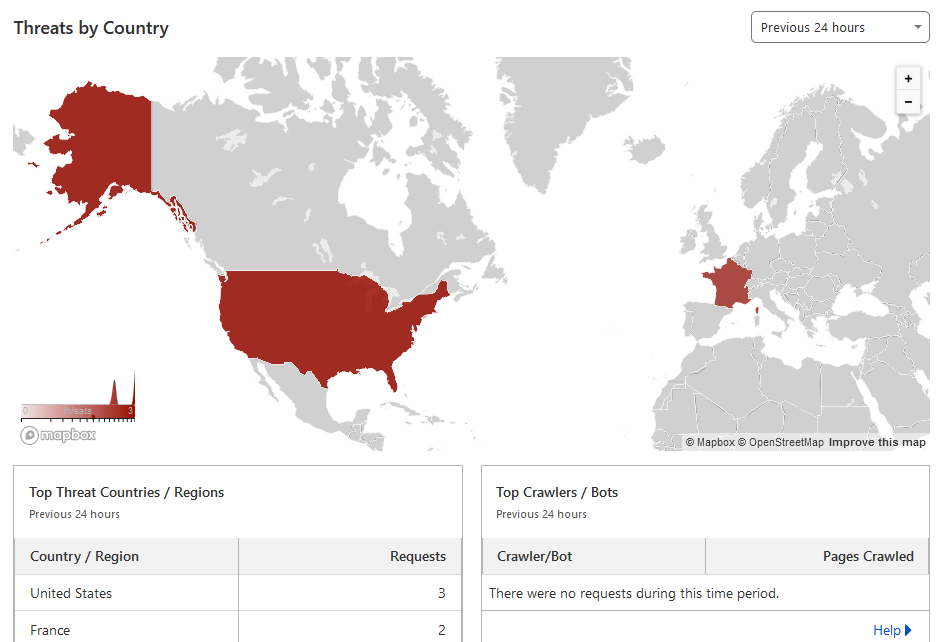 Threats by Country
Previous 24 hours
+
−
0 threats 3
mapbox
© Mapbox © OpenStreetMap Improve this map
Top Threat Countries / Regions
Previous 24 hours
Country / Region Requests
United States 3
France 2
Top Crawlers / Bots
Previous 24 hours
Crawler/Bot Pages Crawled
There were no requests during this time period.
Help